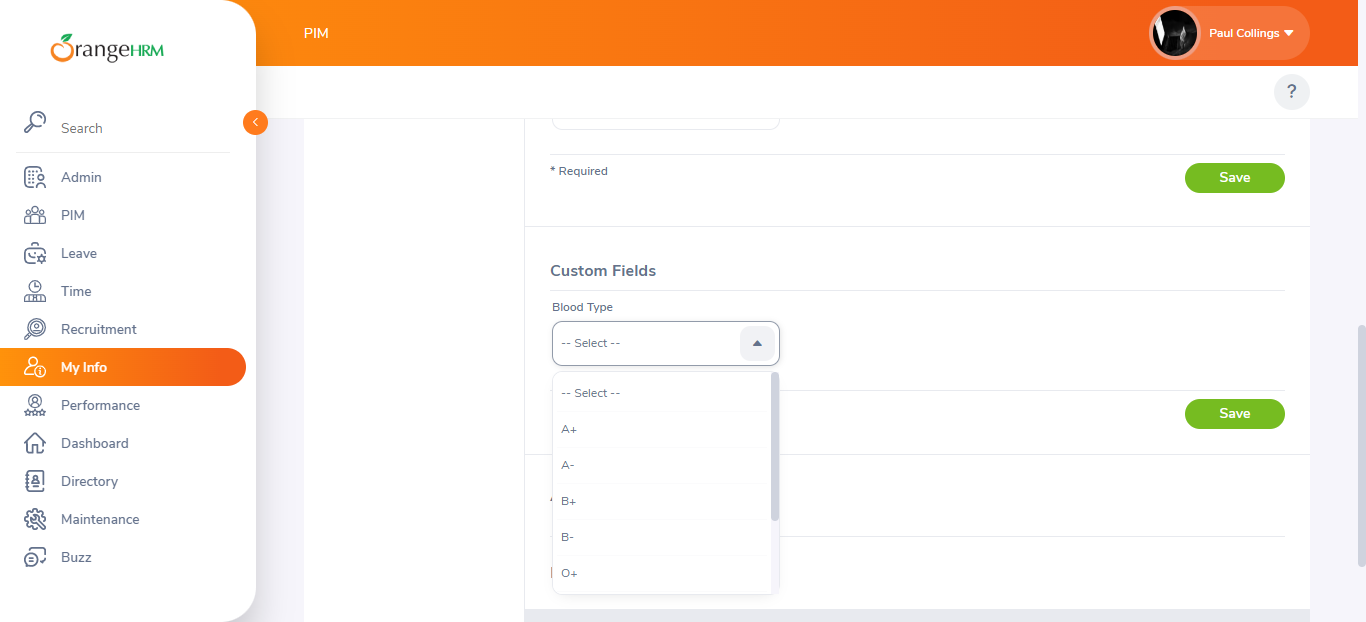 OrangeHRM
PIM
Paul Collings
?
Search
Admin
PIM
Leave
Time
Recruitment
My Info
Performance
Dashboard
Directory
Maintenance
Buzz
* Required
Save
Custom Fields
Blood Type
-- Select --
-- Select --
A+
A-
B+
B-
O+
Save